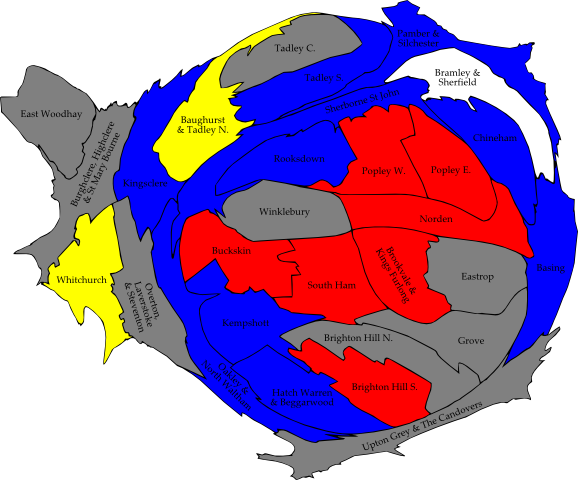 Pamber &
Silchester
Tadley C.
Bramley &
Sherfield
Tadley S.
Sherborne St John
East Woodhay
Baughurst
& Tadley N.
Chineham
Burghclere, Highclere
& St Mary Bourne
Rooksdown
Popley W.
Popley E.
Kingsclere
Winklebury
Norden
Buckskin
Brookvale &
Kings Furlong
Basing
Whitchurch
Eastrop
Overton,
Laverstoke
& Steventon
South Ham
Kempshott
Brighton Hill N.
Grove
Oakley &
North Waltham
Hatch Warren
& Beggarwood
Brighton Hill S.
Upton Grey & The Candovers